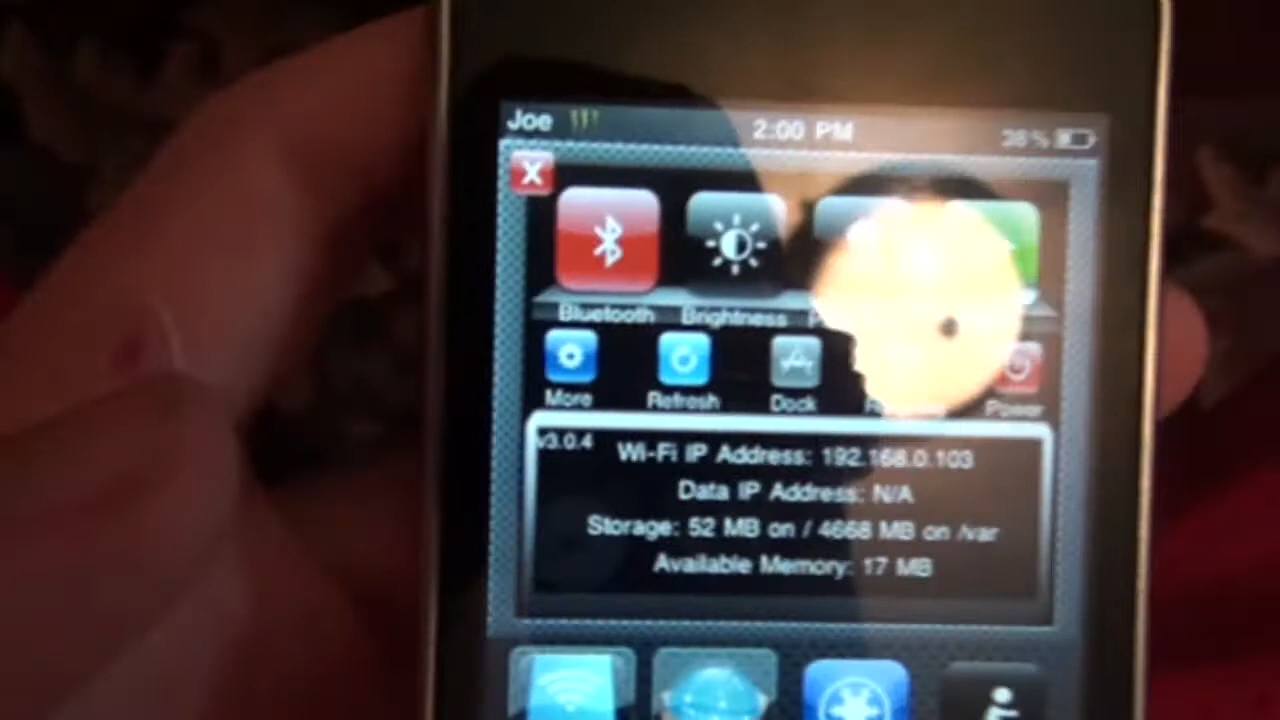 Joe 2:00 PM 38%
X
Bluetooth Brightness
More Refresh Dock Power
v3.0.4
Wi-Fi IP Address: 192.168.0.103
Data IP Address: N/A
Storage: 52 MB on / 4668 MB on /var
Available Memory: 17 MB